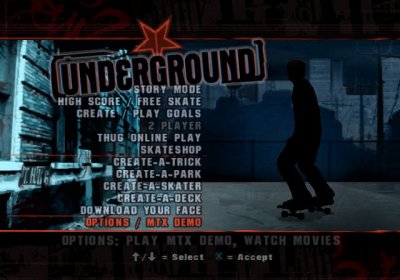 UNDERGROUND
STORY MODE
HIGH SCORE / FREE SKATE
CREATE / PLAY GOALS
2 PLAYER
THUG ONLINE PLAY
SKATESHOP
CREATE-A-TRICK
CREATE-A-PARK
CREATE-A-SKATER
CREATE-A-DECK
DOWNLOAD YOUR FACE
OPTIONS / MTX DEMO
OPTIONS: PLAY MTX DEMO, WATCH MOVIES
↑/↓ = Select X = Accept